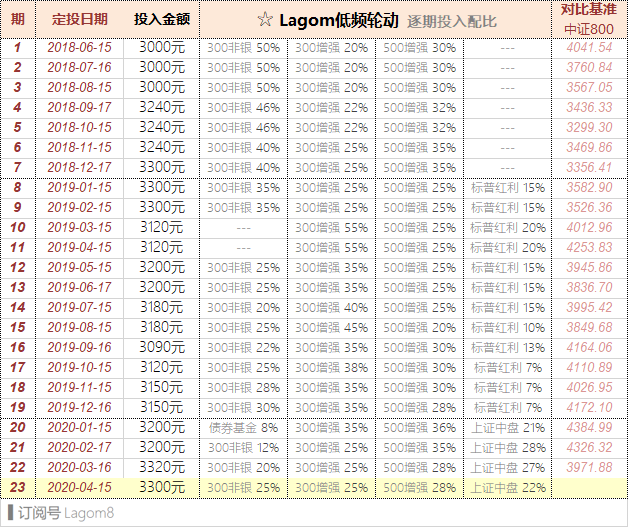 期 定投日期 投入金额 ☆ Lagom低频轮动 逐期投入配比 对比基准 中证800
1 2018-06-15 3000元 300非银 50% 300增强 20% 500增强 30% --- 4041.54
2 2018-07-16 3000元 300非银 50% 300增强 20% 500增强 30% --- 3760.84
3 2018-08-15 3000元 300非银 50% 300增强 20% 500增强 30% --- 3567.05
4 2018-09-17 3240元 300非银 46% 300增强 22% 500增强 32% --- 3436.33
5 2018-10-15 3240元 300非银 46% 300增强 22% 500增强 32% --- 3299.30
6 2018-11-15 3240元 300非银 40% 300增强 25% 500增强 35% --- 3469.86
7 2018-12-17 3300元 300非银 40% 300增强 25% 500增强 35% --- 3356.41
8 2019-01-15 3300元 300非银 35% 300增强 25% 500增强 25% 标普红利 15% 3582.90
9 2019-02-15 3300元 300非银 35% 300增强 25% 500增强 25% 标普红利 15% 3526.36
10 2019-03-15 3120元 --- 300增强 55% 500增强 25% 标普红利 20% 4012.96
11 2019-04-15 3120元 --- 300增强 55% 500增强 25% 标普红利 20% 4253.83
12 2019-05-15 3200元 300非银 25% 300增强 35% 500增强 25% 标普红利 15% 3945.86
13 2019-06-17 3200元 300非银 25% 300增强 35% 500增强 25% 标普红利 15% 3836.70
14 2019-07-15 3180元 300非银 20% 300增强 40% 500增强 25% 标普红利 15% 3995.42
15 2019-08-15 3180元 300非银 25% 300增强 45% 500增强 20% 标普红利 10% 3849.68
16 2019-09-16 3090元 300非银 22% 300增强 35% 500增强 30% 标普红利 13% 4164.06
17 2019-10-15 3120元 300非银 25% 300增强 38% 500增强 30% 标普红利 7% 4110.89
18 2019-11-15 3150元 300非银 28% 300增强 35% 500增强 30% 标普红利 7% 4026.95
19 2019-12-16 3150元 300非银 30% 300增强 35% 500增强 28% 标普红利 7% 4172.10
20 2020-01-15 3200元 债券基金 8% 300增强 35% 500增强 36% 上证中盘 21% 4384.99
21 2020-02-17 3200元 300非银 12% 300增强 25% 500增强 35% 上证中盘 28% 4326.32
22 2020-03-16 3320元 300非银 20% 300增强 25% 500增强 28% 上证中盘 27% 3971.88
23 2020-04-15 3300元 300非银 25% 300增强 25% 500增强 28% 上证中盘 22%
订阅号 Lagom8